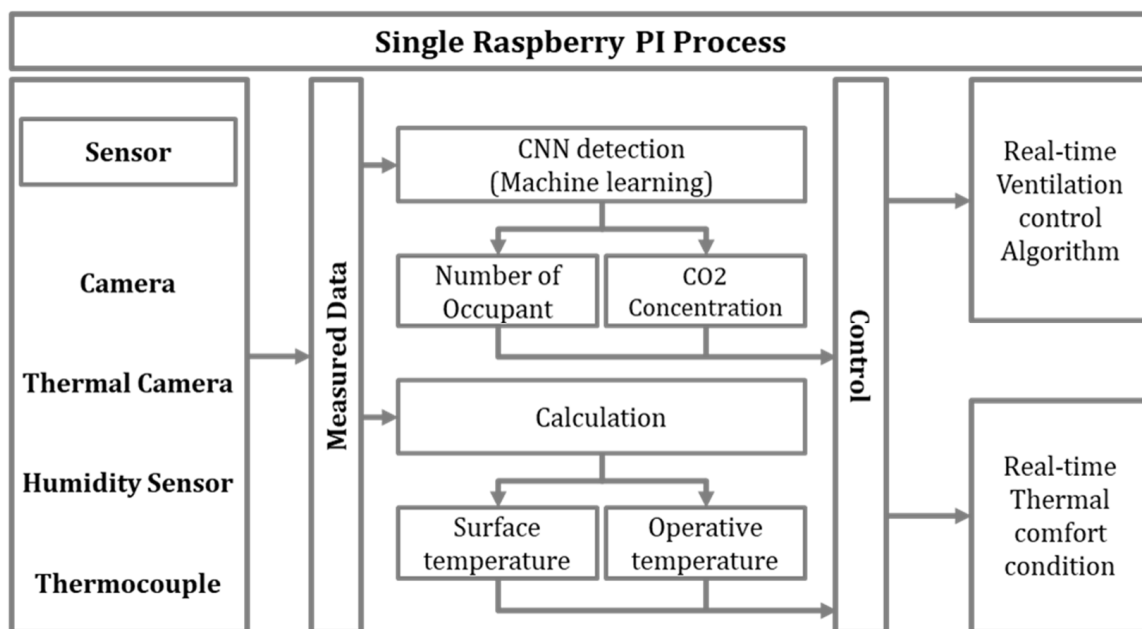 Single Raspberry PI Process
Sensor
Camera
Thermal Camera
Humidity Sensor
Thermocouple
Measured Data
CNN detection
(Machine learning)
Number of
Occupant
CO2
Concentration
Calculation
Surface
temperature
Operative
temperature
Control
Real-time
Ventilation
control
Algorithm
Real-time
Thermal
comfort
condition